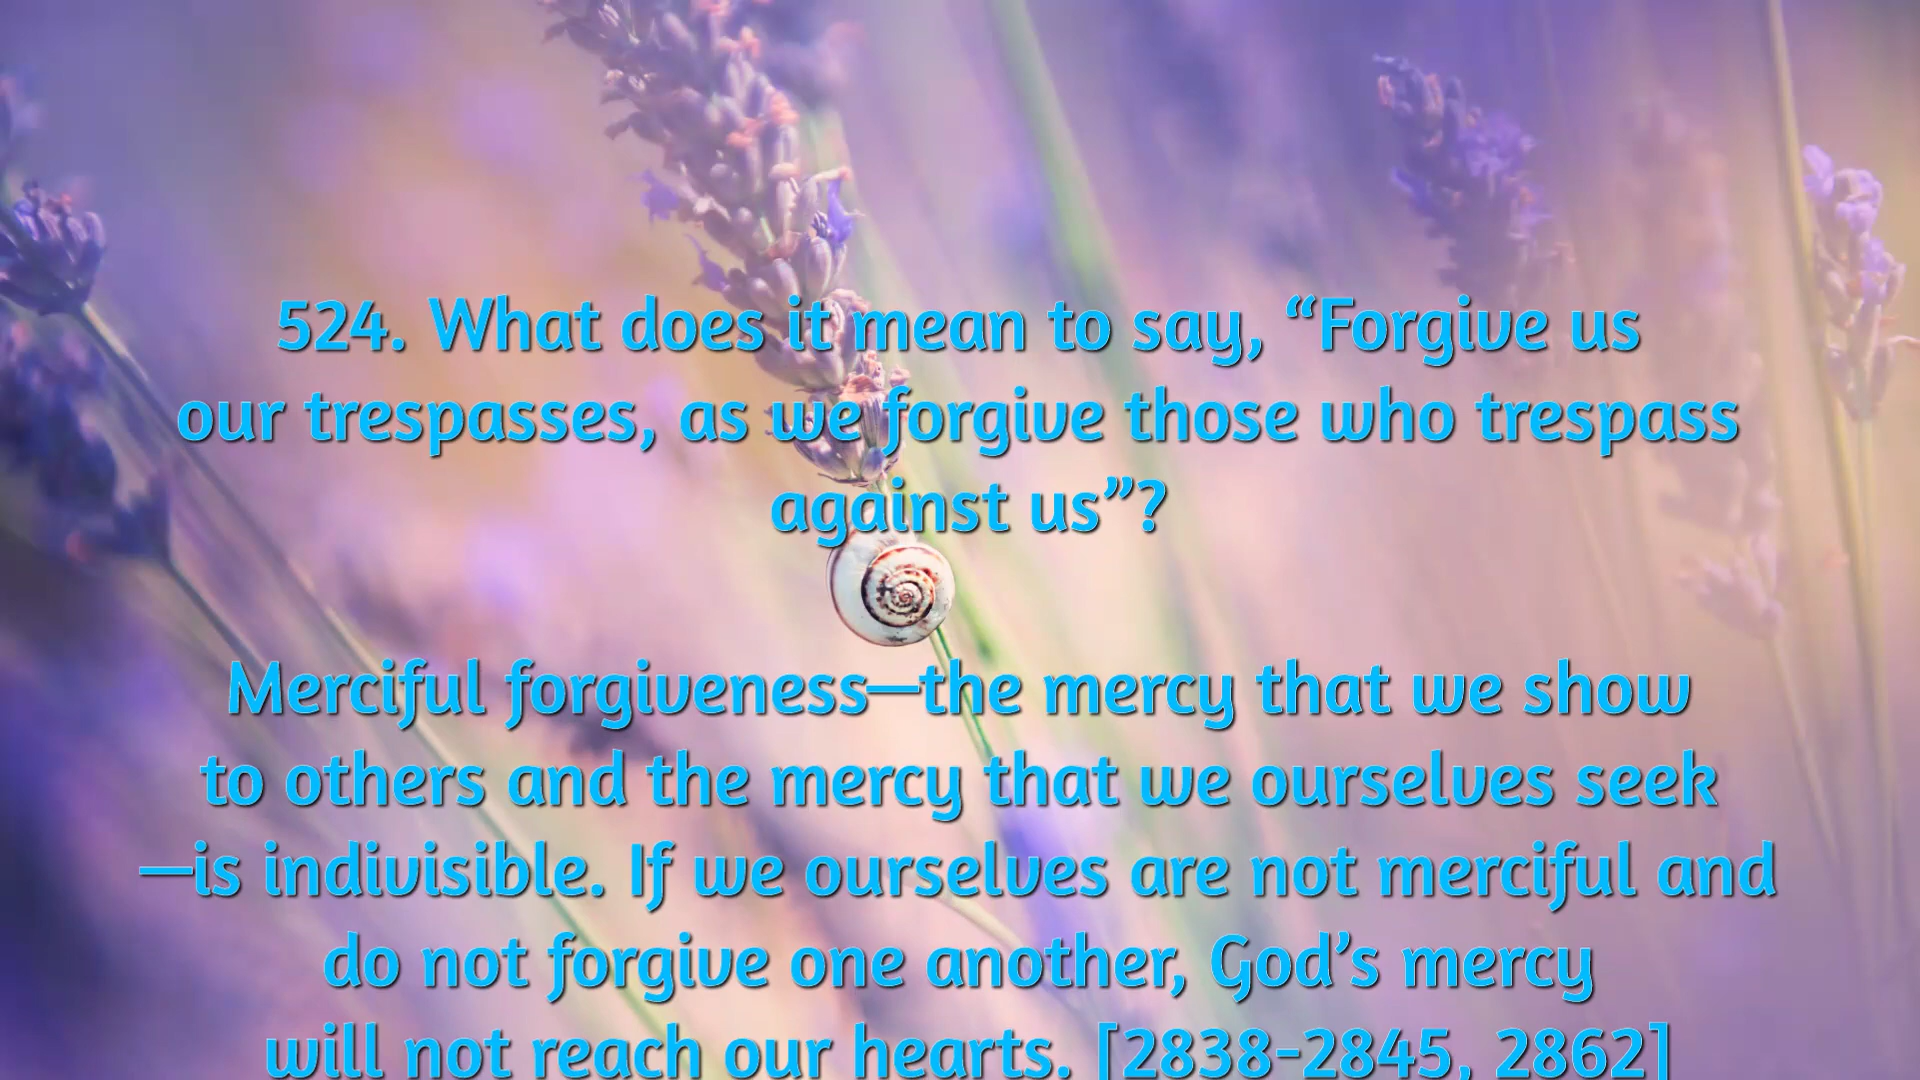 524. What does it mean to say, “Forgive us
our trespasses, as we forgive those who trespass
against us”?
Merciful forgiveness—the mercy that we show
to others and the mercy that we ourselves seek
—is indivisible. If we ourselves are not merciful and
do not forgive one another, God’s mercy
will not reach our hearts. [2838-2845, 2862]